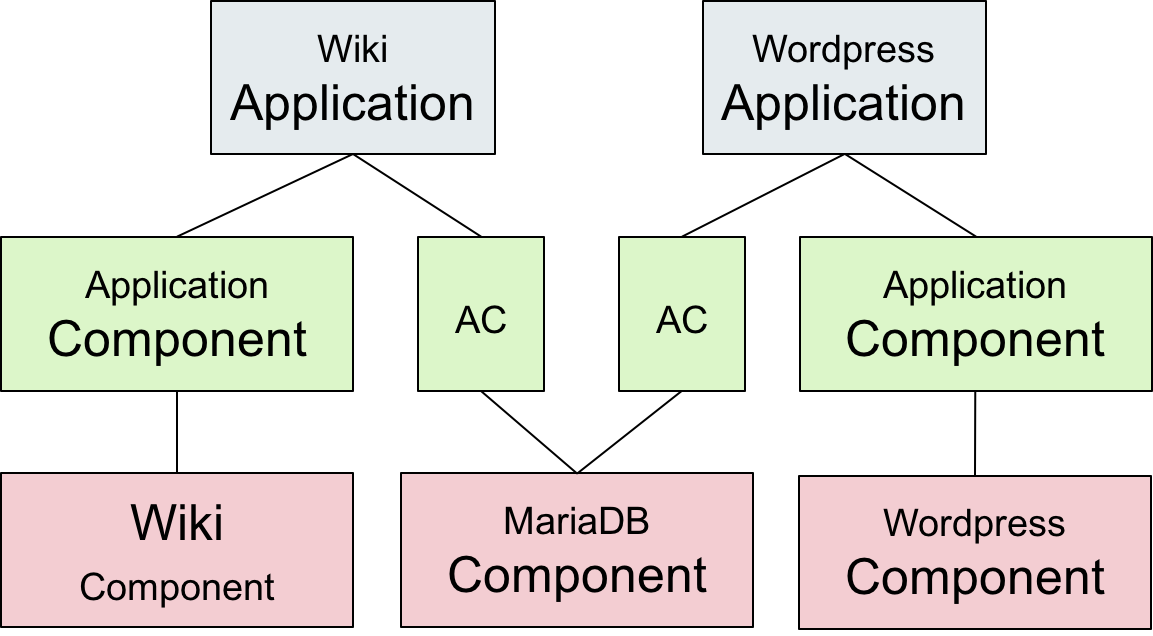 Wiki
Application
Wordpress
Application
Application
Component
AC
AC
Application
Component
Wiki
Component
MariaDB
Component
Wordpress
Component